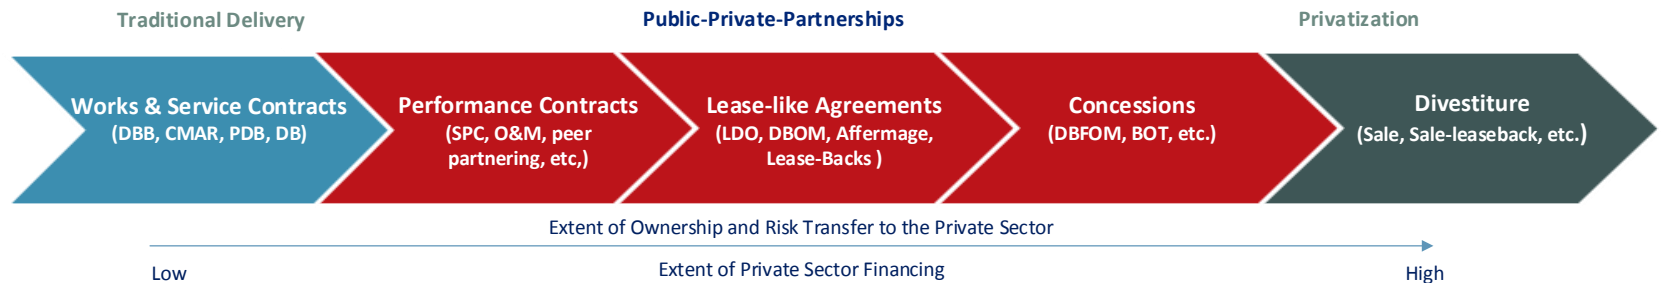 Traditional Delivery
Public-Private-Partnerships
Privatization
Works & Service Contracts
(DBB, CMAR, PDB, DB)
Performance Contracts
(SPC, O&M, peer
partnering, etc,)
Lease-like Agreements
(LDO, DBOM, Affermage,
Lease-Backs )
Concessions
(DBFOM, BOT, etc.)
Divestiture
(Sale, Sale-leaseback, etc.)
Extent of Ownership and Risk Transfer to the Private Sector
Low
Extent of Private Sector Financing
High